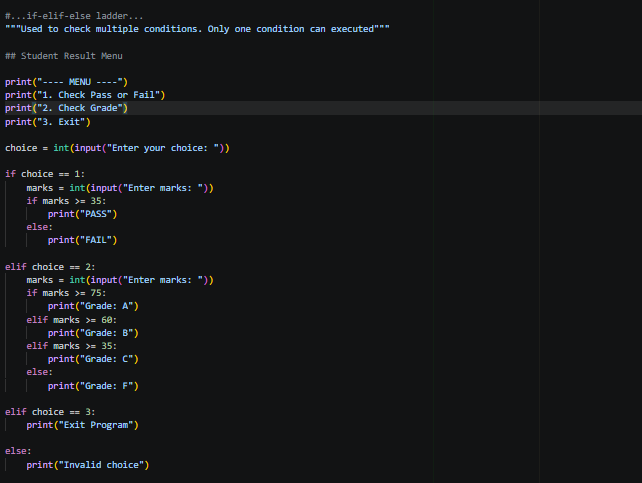 #...if-elif-else ladder...
"""Used to check multiple conditions. Only one condition can executed"""
## Student Result Menu
print("---- MENU ----")
print("1. Check Pass or Fail")
print("2. Check Grade")
print("3. Exit")
choice = int(input("Enter your choice: "))
if choice == 1:
    marks = int(input("Enter marks: "))
    if marks >= 35:
        print("PASS")
    else:
        print("FAIL")
elif choice == 2:
    marks = int(input("Enter marks: "))
    if marks >= 75:
        print("Grade: A")
    elif marks >= 60:
        print("Grade: B")
    elif marks >= 35:
        print("Grade: C")
    else:
        print("Grade: F")
elif choice == 3:
    print("Exit Program")
else:
    print("Invalid choice")